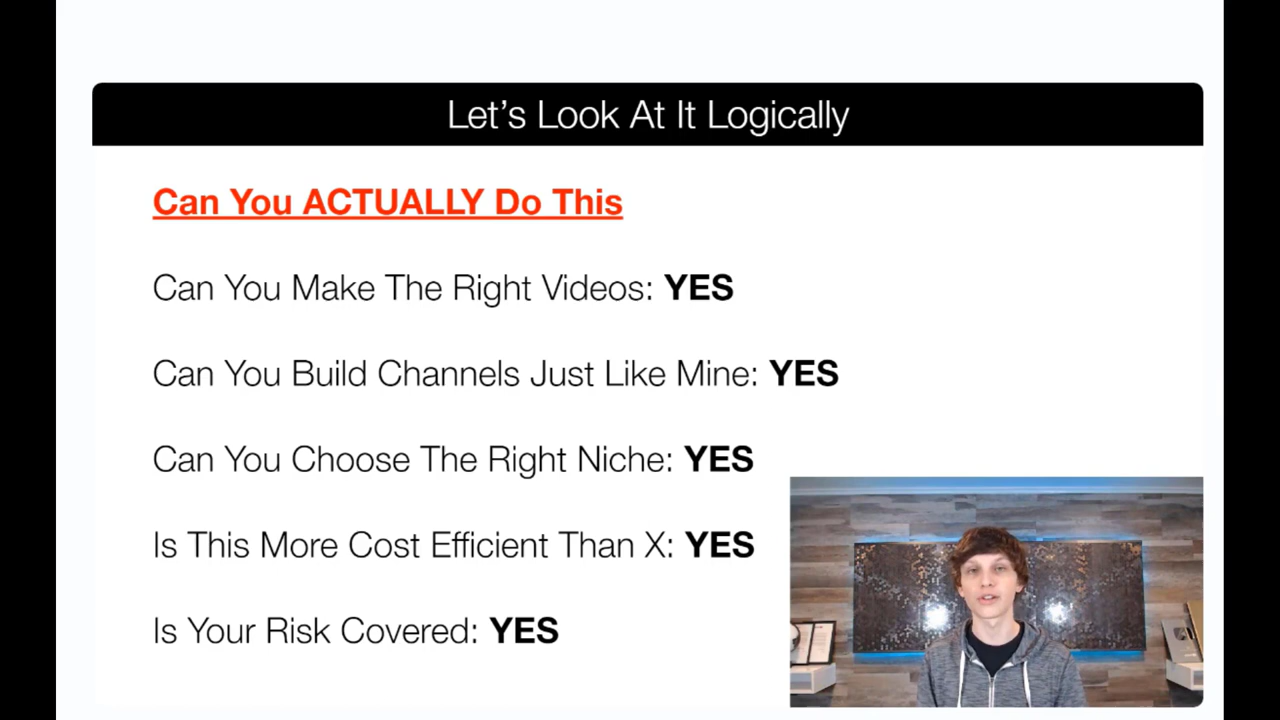 Let's Look At It Logically
Can You ACTUALLY Do This
Can You Make The Right Videos: YES
Can You Build Channels Just Like Mine: YES
Can You Choose The Right Niche: YES
Is This More Cost Efficient Than X: YES
Is Your Risk Covered: YES